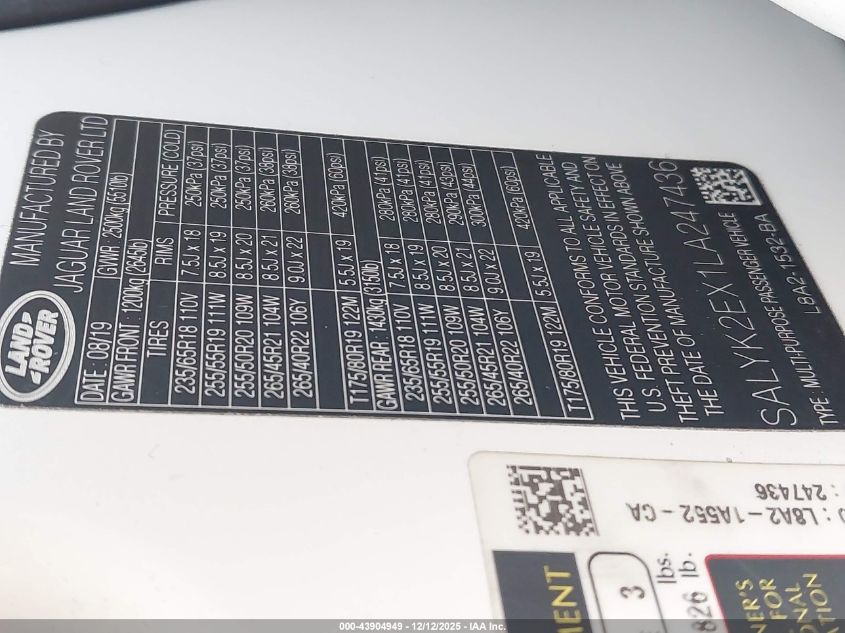 LAND ROVER
MANUFACTURED BY
JAGUAR LAND ROVER LTD
DATE : 08/19 GVWR : 2500kg (5510lb)
GAWR FRONT : 1200kg (2645lb)
TIRES RIMS PRESSURE (COLD)
235/65R18 110V 7.5J x 18 250kPa (37psi)
255/55R19 111W 8.5J x 19 250kPa (37psi)
255/50R20 109W 8.5J x 20 250kPa (37psi)
265/45R21 104W 8.5J x 21 260kPa (38psi)
265/40R22 106Y 9.0J x 22 260kPa (38psi)
T175/80R19 122M 5.5J x 19 420kPa (60psi)
GAWR REAR : 1430kg (3150lb)
235/65R18 110V 7.5J x 18 280kPa (41psi)
255/55R19 111W 8.5J x 19 280kPa (41psi)
255/50R20 109W 8.5J x 20 280kPa (41psi)
265/45R21 104W 8.5J x 21 290kPa (43psi)
265/40R22 106Y 9.0J x 22 300kPa (44psi)
T175/80R19 122M 5.5J x 19 420kPa (60psi)
THIS VEHICLE CONFORMS TO ALL APPLICABLE
U.S. FEDERAL MOTOR VEHICLE SAFETY AND
THEFT PREVENTION STANDARDS IN EFFECT ON
THE DATE OF MANUFACTURE SHOWN ABOVE
SALYK2EX1LA247436
TYPE : MULTI-PURPOSE PASSENGER VEHICLE
L8A2-1532-BA
: L8A2-1A552-CA
: 247436
3
lbs.
826 lb.
000-43904949 - 12/12/2025 - IAA Inc.